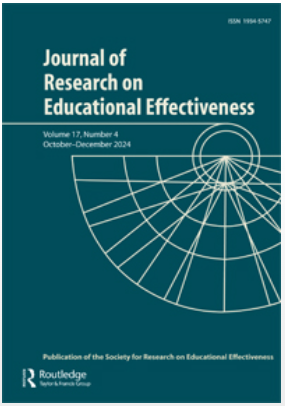 ISSN 1934-5747
Journal of
Research on
Educational Effectiveness
Volume 17, Number 4
October–December 2024
Publication of the Society for Research on Educational Effectiveness
Routledge
Taylor & Francis Group